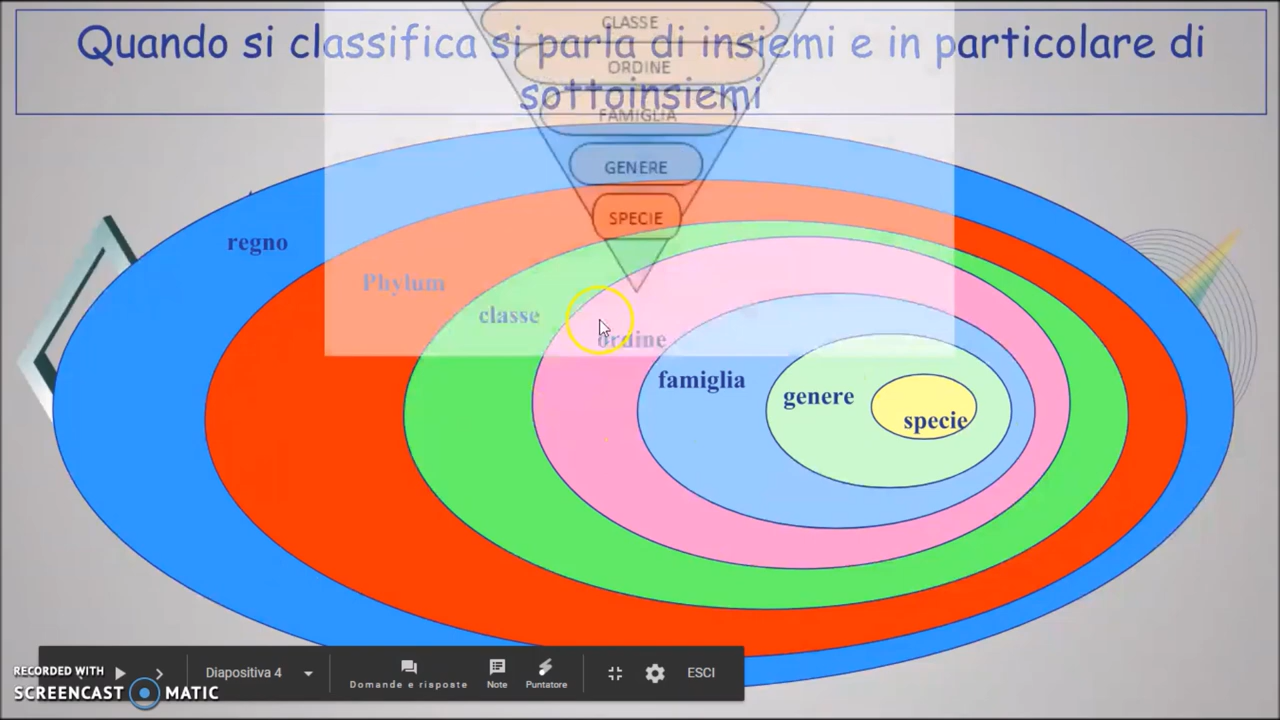 CLASSE
Quando si classifica si parla di insiemi e in particolare di
ORDINE
sottoinsiemi
FAMIGLIA
GENERE
SPECIE
regno
Phylum
classe
ordine
famiglia
genere
specie
RECORDED WITH
SCREENCAST MATIC
Diapositiva 4
Domande e risposte
Note
Puntatore
ESCI